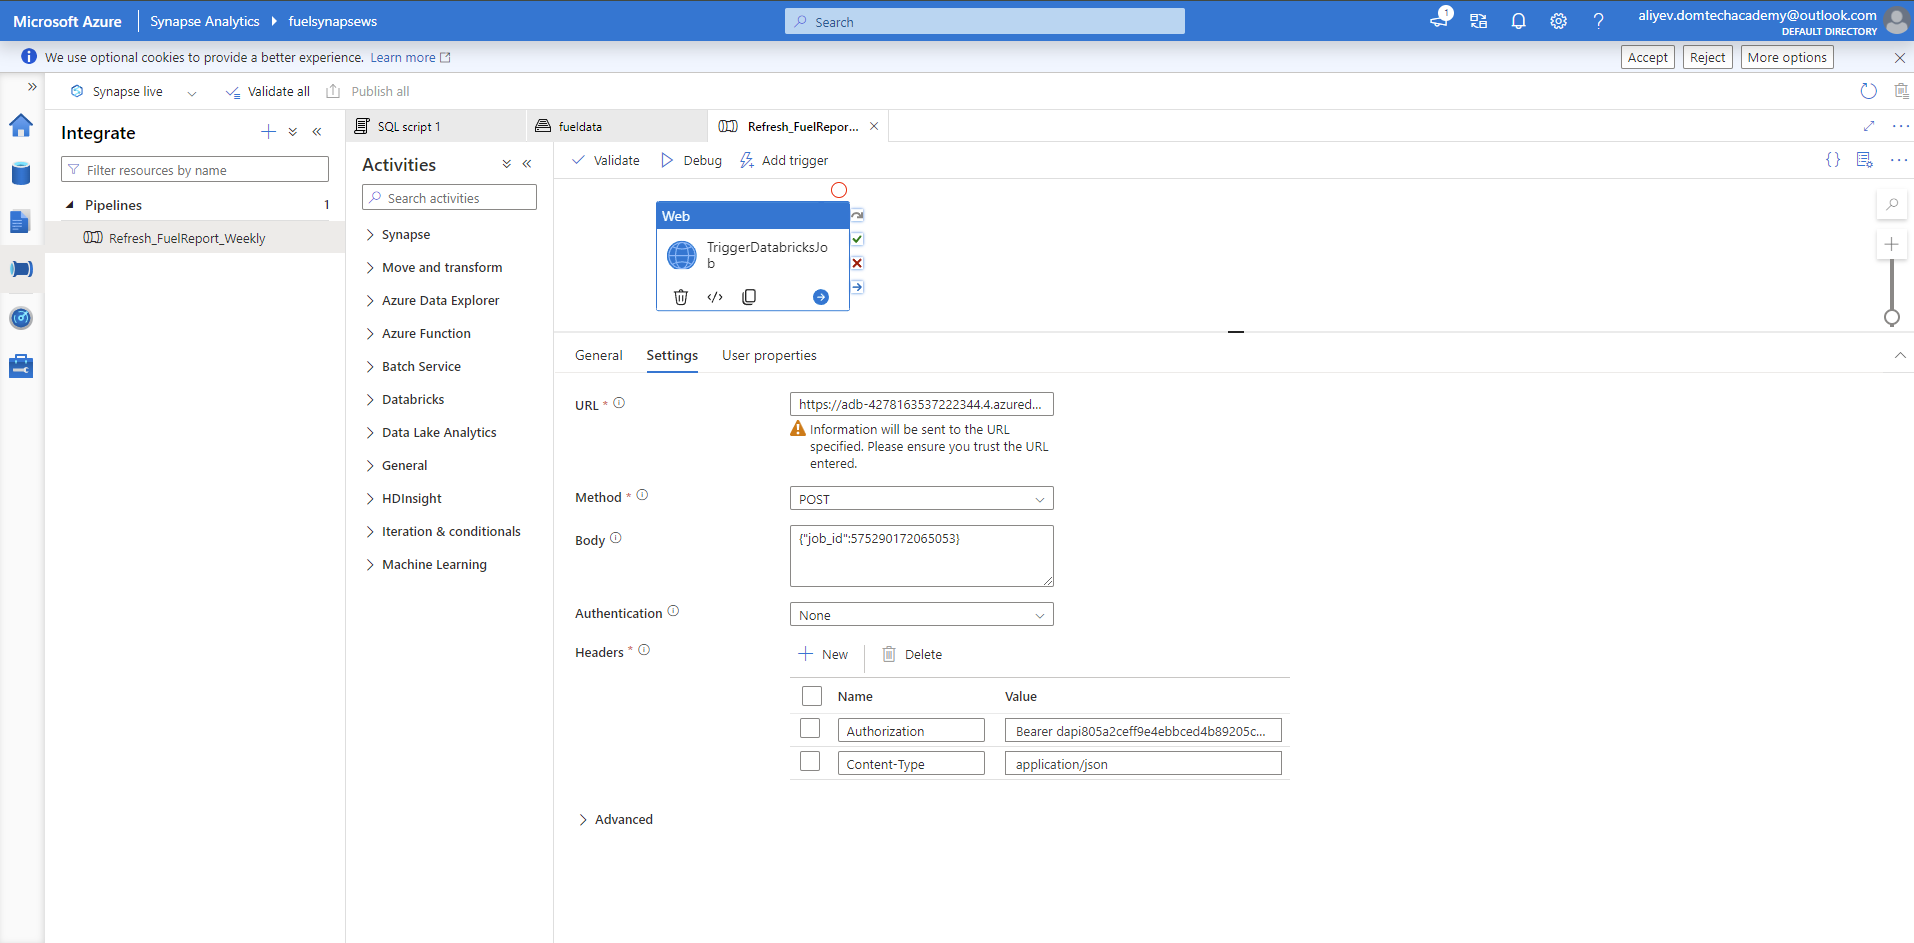 Microsoft Azure
Synapse Analytics
fuelsynapsews
Search
1
aliyev.domtechacademy@outlook.com
DEFAULT DIRECTORY
We use optional cookies to provide a better experience. Learn more
Accept
Reject
More options
Synapse live
Validate all
Publish all
Integrate
Filter resources by name
Pipelines
1
Refresh_FuelReport_Weekly
SQL script 1
fueldata
Refresh_FuelRepor...
Activities
Search activities
Synapse
Move and transform
Azure Data Explorer
Azure Function
Batch Service
Databricks
Data Lake Analytics
General
HDInsight
Iteration & conditionals
Machine Learning
Validate
Debug
Add trigger
Web
TriggerDatabricksJo
b
General
Settings
User properties
URL *
https://adb-4278163537222344.4.azured...
Information will be sent to the URL
specified. Please ensure you trust the URL
entered.
Method *
POST
Body
{"job_id":575290172065053}
Authentication
None
Headers *
New
Delete
Name
Value
Authorization
Bearer dapi805a2ceff9e4ebbced4b89205c...
Content-Type
application/json
Advanced